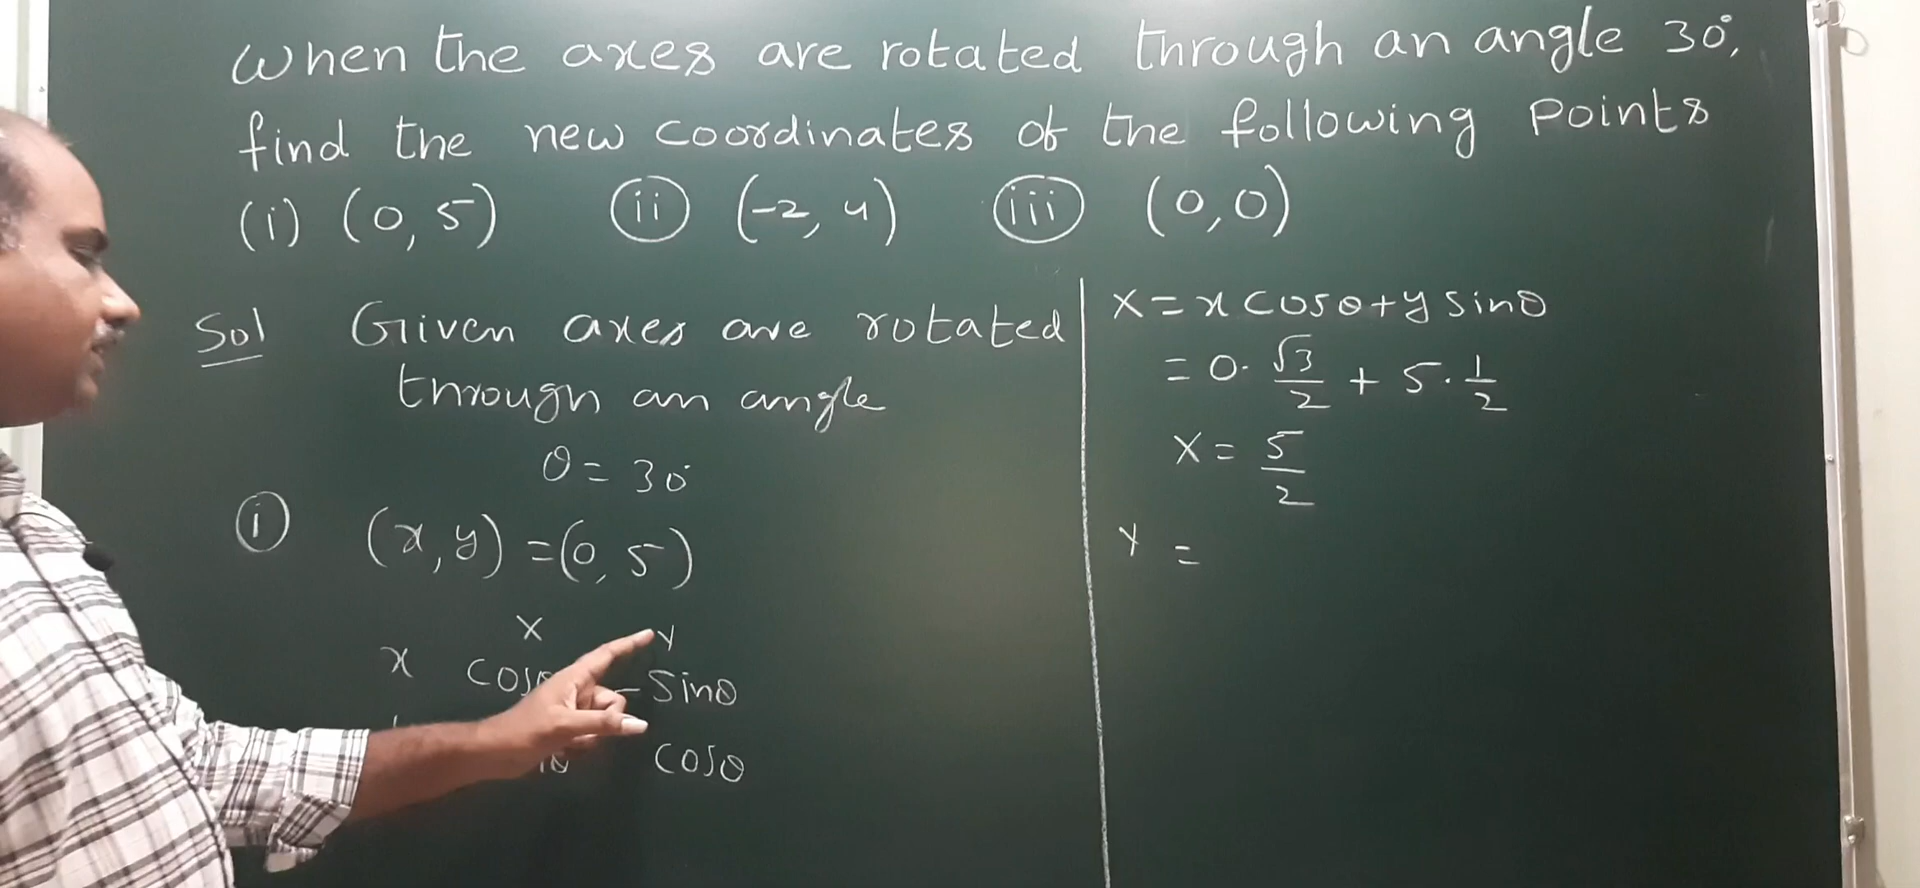 When the axes are rotated through an angle 30°,
find the new coordinates of the following Points
(i) (0, 5) (ii) (-2, 4) (iii) (0, 0)
Sol Given axes are rotated
through an angle
θ = 30°
(i) (x, y) = (0, 5)
X Y
x cosθ -sinθ
cosθ
X = x cosθ + y sinθ
= 0. √3/2 + 5. 1/2
X = 5/2
Y =